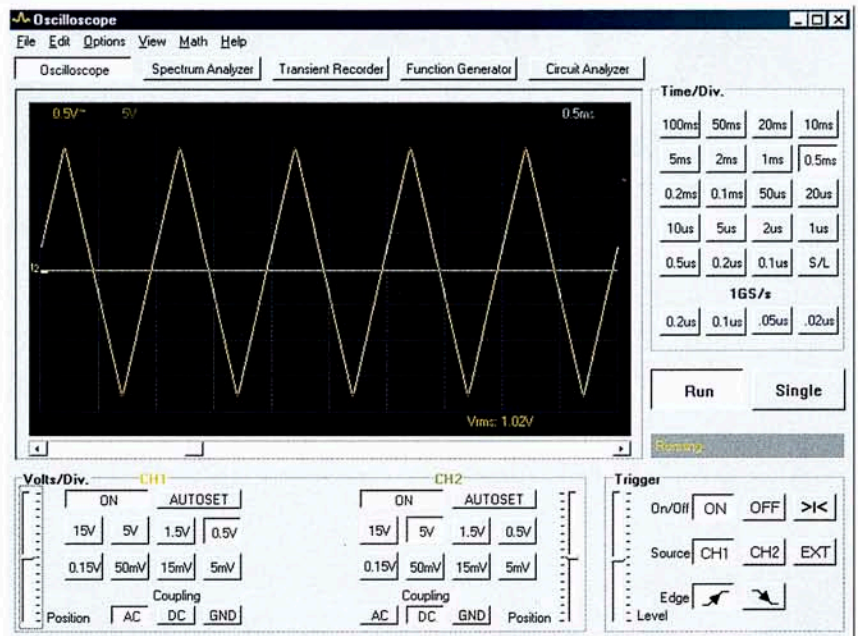 Oscilloscope
File Edit Options View Math Help
Oscilloscope Spectrum Analyzer Transient Recorder Function Generator Circuit Analyzer
0.5V~ 5V 0.5ms
Vrms: 1.02V
Time/Div.
100ms 50ms 20ms 10ms
5ms 2ms 1ms 0.5ms
0.2ms 0.1ms 50us 20us
10us 5us 2us 1us
0.5us 0.2us 0.1us S/L
1GS/s
0.2us 0.1us .05us .02us
Run Single
Running
Volts/Div. CH1
ON AUTOSET
15V 5V 1.5V 0.5V
0.15V 50mV 15mV 5mV
Coupling
Position AC DC GND
CH2
ON AUTOSET
15V 5V 1.5V 0.5V
0.15V 50mV 15mV 5mV
Coupling
AC DC GND Position
Trigger
On/Off ON OFF >I<
Source CH1 CH2 EXT
Edge
Level